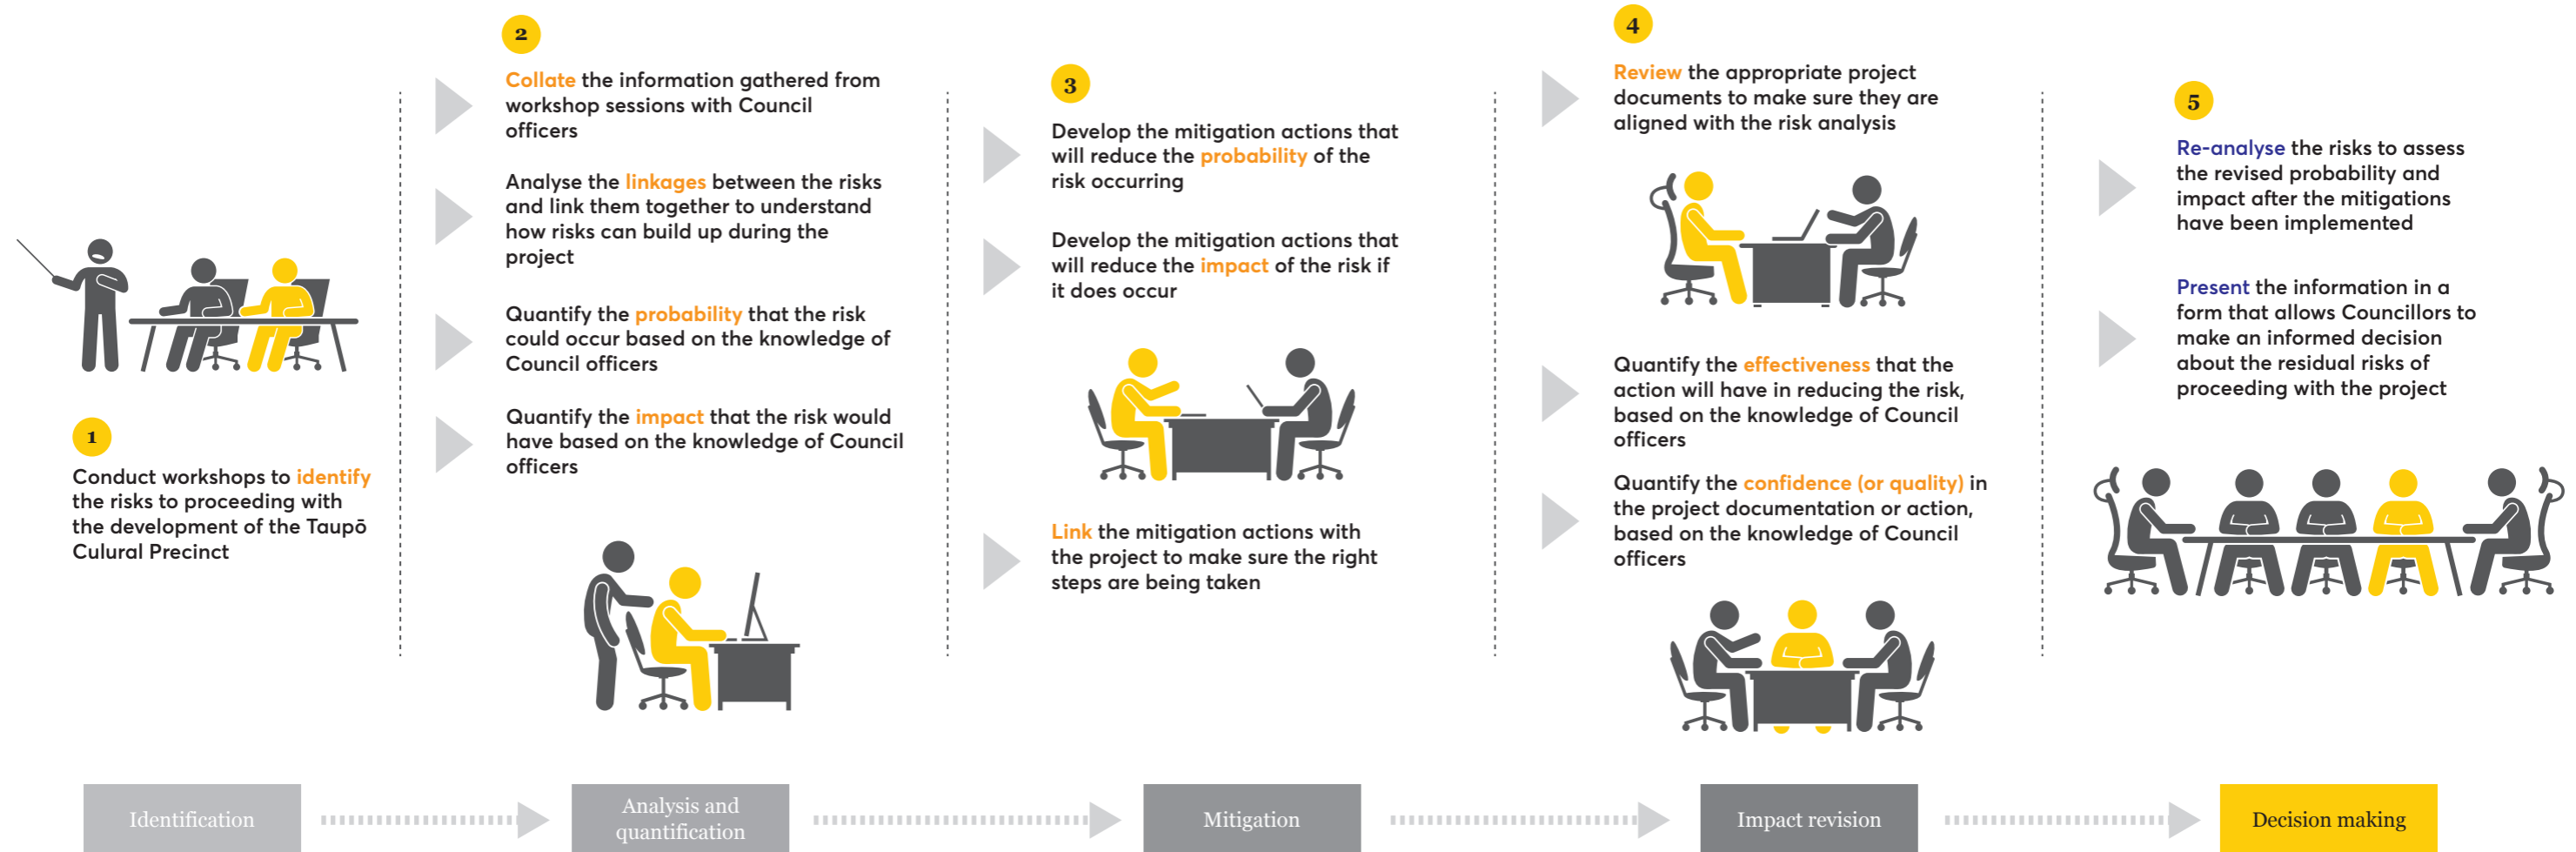 1
Conduct workshops to identify
the risks to proceeding with
the development of the Taupō
Culural Precinct
2
Collate the information gathered from
workshop sessions with Council
officers
Analyse the linkages between the risks
and link them together to understand
how risks can build up during the
project
Quantify the probability that the risk
could occur based on the knowledge of
Council officers
Quantify the impact that the risk would
have based on the knowledge of Council
officers
3
Develop the mitigation actions that
will reduce the probability of the
risk occurring
Develop the mitigation actions that
will reduce the impact of the risk if
it does occur
Link the mitigation actions with
the project to make sure the right
steps are being taken
4
Review the appropriate project
documents to make sure they are
aligned with the risk analysis
Quantify the effectiveness that the
action will have in reducing the risk,
based on the knowledge of Council
officers
Quantify the confidence (or quality) in
the project documentation or action,
based on the knowledge of Council
officers
5
Re-analyse the risks to assess
the revised probability and
impact after the mitigations
have been implemented
Present the information in a
form that allows Councillors to
make an informed decision
about the residual risks of
proceeding with the project
Identification
Analysis and
quantification
Mitigation
Impact revision
Decision making